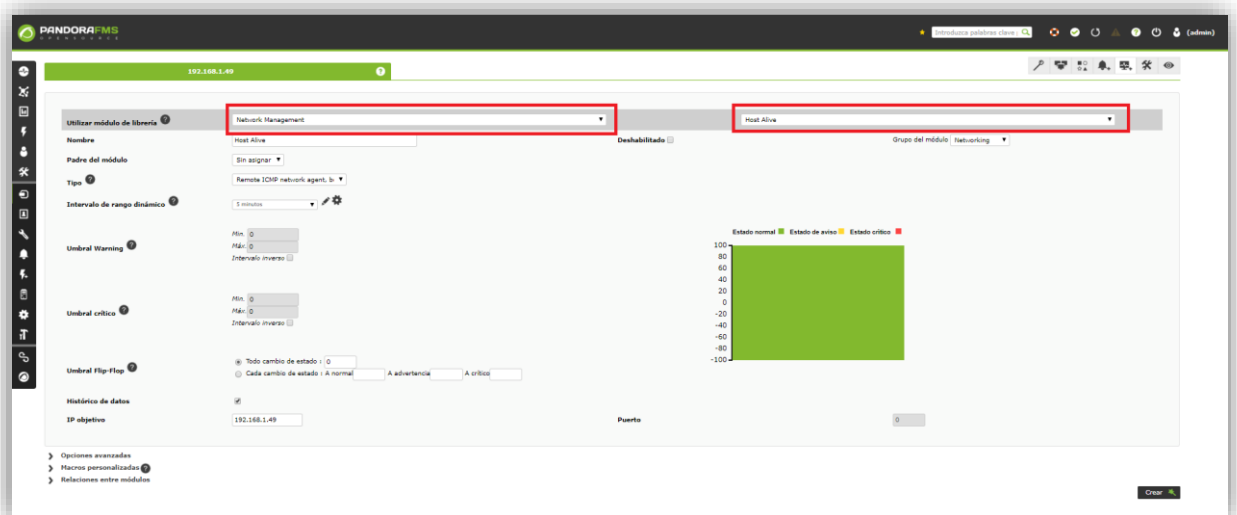 PANDORAFMS
Introduzca palabras clave
(admin)
192.168.1.49
Utilizar módulo de librería
Network Management
Host Alive
Nombre
Host Alive
Deshabilitado
Grupo del módulo
Networking
Padre del módulo
Sin asignar
Tipo
Remote ICMP network agent, b
Intervalo de rango dinámico
5 minutos
Umbral Warning
Min. 0
Máx. 0
Intervalo inverso
Estado normal Estado de aviso Estado crítico
100
80
60
40
20
0
-20
-40
-60
-80
-100
Umbral crítico
Min. 0
Máx. 0
Intervalo inverso
Umbral Flip-Flop
Todo cambio de estado : 0
Cada cambio de estado : A normal A advertencia A crítico
Histórico de datos
IP objetivo
192.168.1.49
Puerto
0
Opciones avanzadas
Macros personalizadas
Relaciones entre módulos
Crear